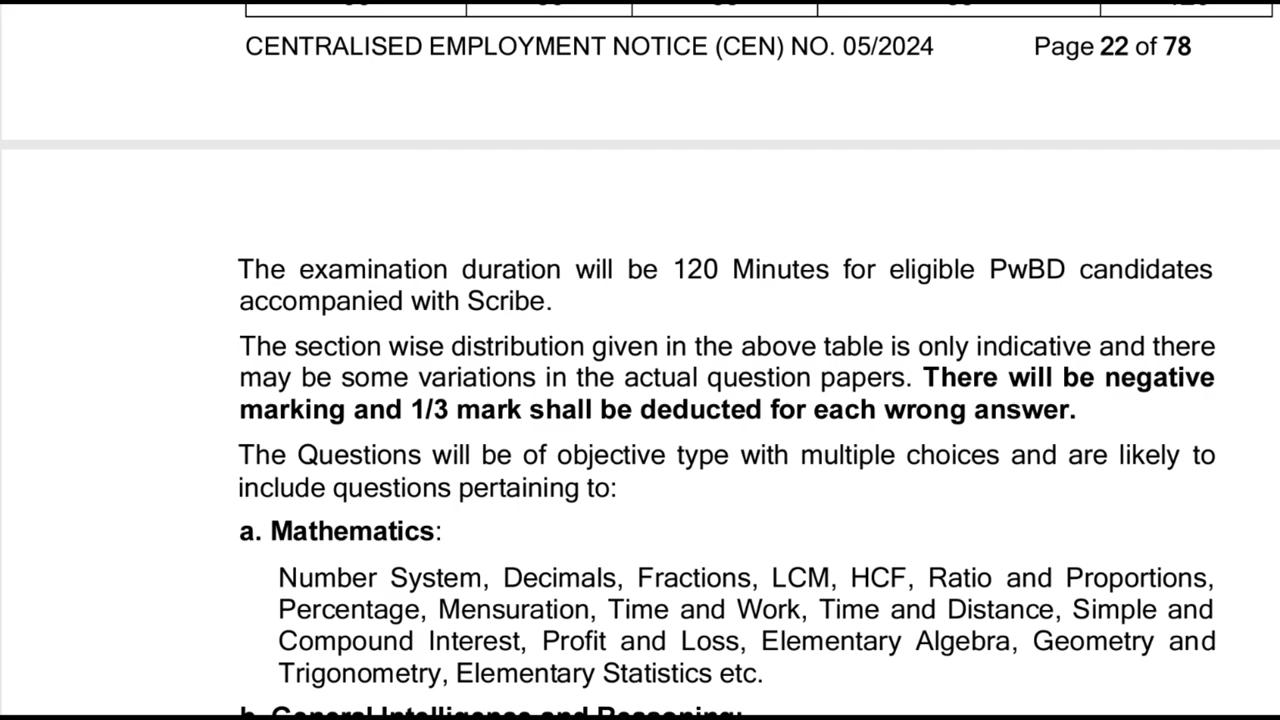 CENTRALISED EMPLOYMENT NOTICE (CEN) NO. 05/2024 Page 22 of 78
The examination duration will be 120 Minutes for eligible PwBD candidates
accompanied with Scribe.
The section wise distribution given in the above table is only indicative and there
may be some variations in the actual question papers. There will be negative
marking and 1/3 mark shall be deducted for each wrong answer.
The Questions will be of objective type with multiple choices and are likely to
include questions pertaining to:
a. Mathematics:
Number System, Decimals, Fractions, LCM, HCF, Ratio and Proportions,
Percentage, Mensuration, Time and Work, Time and Distance, Simple and
Compound Interest, Profit and Loss, Elementary Algebra, Geometry and
Trigonometry, Elementary Statistics etc.
b. General Intelligence and Reasoning: